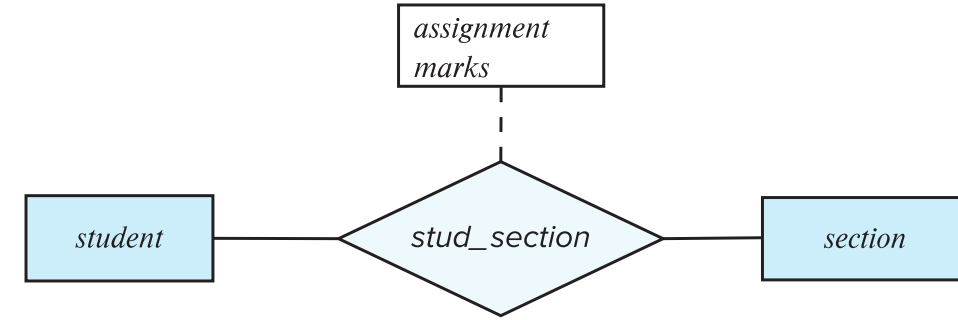 assignment
marks
student
stud_section
section